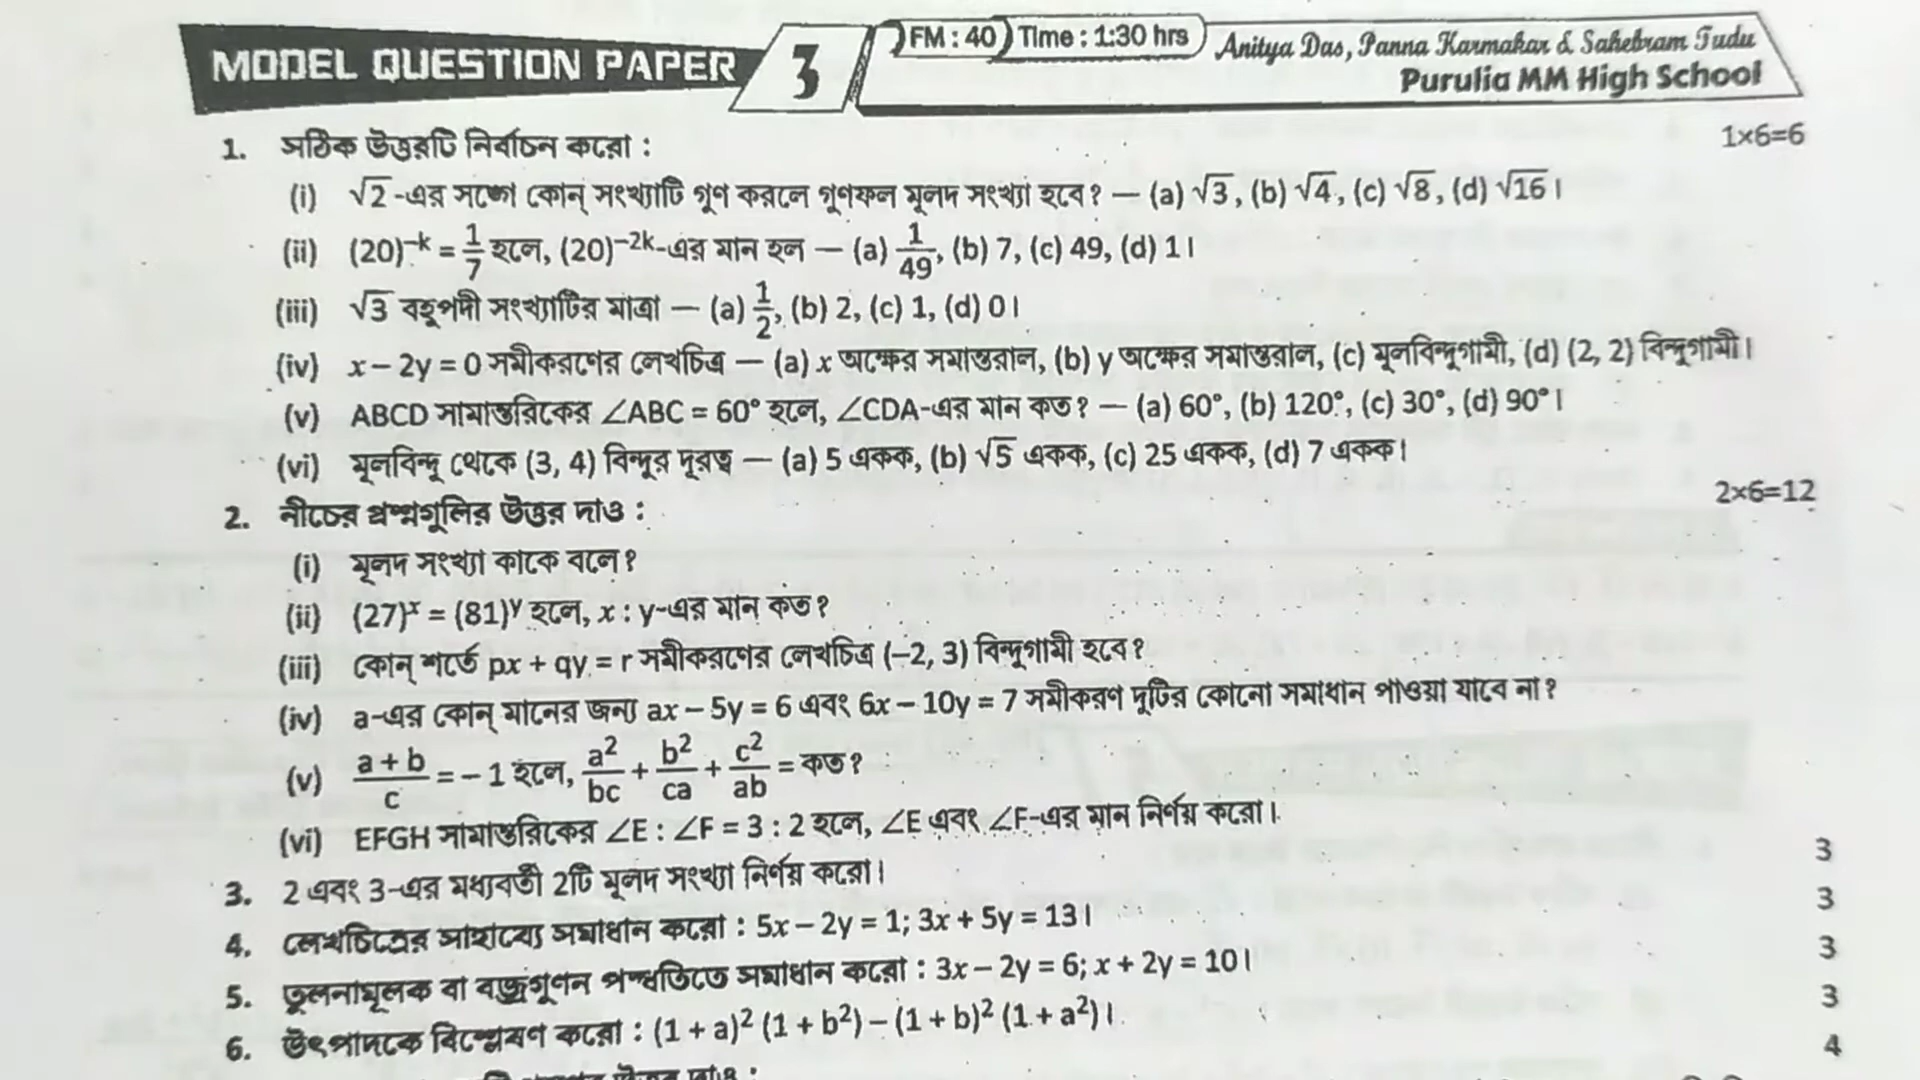 MODEL QUESTION PAPER 3 FM : 40 Time : 1:30 hrs Anitya Das, Panna Karmakar & Sahebram Tudu
Purulia MM High School
1. সঠিক উত্তরটি নির্বাচন করো : 1×6=6
(i) √2-এর সঙ্গে কোন্ সংখ্যাটি গুণ করলে গুণফল মূলদ সংখ্যা হবে? — (a) √3, (b) √4, (c) √8, (d) √16।
(ii) (20)⁻ᵏ = 1/7 হলে, (20)⁻²ᵏ-এর মান হল — (a) 1/49, (b) 7, (c) 49, (d) 1।
(iii) √3 বহুপদী সংখ্যাটির মাত্রা — (a) 1/2, (b) 2, (c) 1, (d) 0।
(iv) x – 2y = 0 সমীকরণের লেখচিত্র — (a) x অক্ষের সমান্তরাল, (b) y অক্ষের সমান্তরাল, (c) মূলবিন্দুগামী, (d) (2, 2) বিন্দুগামী।
(v) ABCD সামান্তরিকের ∠ABC = 60° হলে, ∠CDA-এর মান কত? — (a) 60°, (b) 120°, (c) 30°, (d) 90°।
(vi) মূলবিন্দু থেকে (3, 4) বিন্দুর দূরত্ব — (a) 5 একক, (b) √5 একক, (c) 25 একক, (d) 7 একক।
2. নীচের প্রশ্নগুলির উত্তর দাও : 2×6=12
(i) মূলদ সংখ্যা কাকে বলে?
(ii) (27)ˣ = (81)ʸ হলে, x : y-এর মান কত?
(iii) কোন্ শর্তে px + qy = r সমীকরণের লেখচিত্র (–2, 3) বিন্দুগামী হবে?
(iv) a-এর কোন্ মানের জন্য ax – 5y = 6 এবং 6x – 10y = 7 সমীকরণ দুটির কোনো সমাধান পাওয়া যাবে না?
(v) (a + b)/c = – 1 হলে, a²/bc + b²/ca + c²/ab = কত?
(vi) EFGH সামান্তরিকের ∠E : ∠F = 3 : 2 হলে, ∠E এবং ∠F-এর মান নির্ণয় করো।
3. 2 এবং 3-এর মধ্যবর্তী 2টি মূলদ সংখ্যা নির্ণয় করো। 3
4. লেখচিত্রের সাহায্যে সমাধান করো : 5x – 2y = 1; 3x + 5y = 13। 3
5. তুলনামূলক বা বজ্রগুণন পদ্ধতিতে সমাধান করো : 3x – 2y = 6; x + 2y = 10। 3
6. উৎপাদকে বিশ্লেষণ করো : (1 + a)² (1 + b²) – (1 + b)² (1 + a²)। 3
4